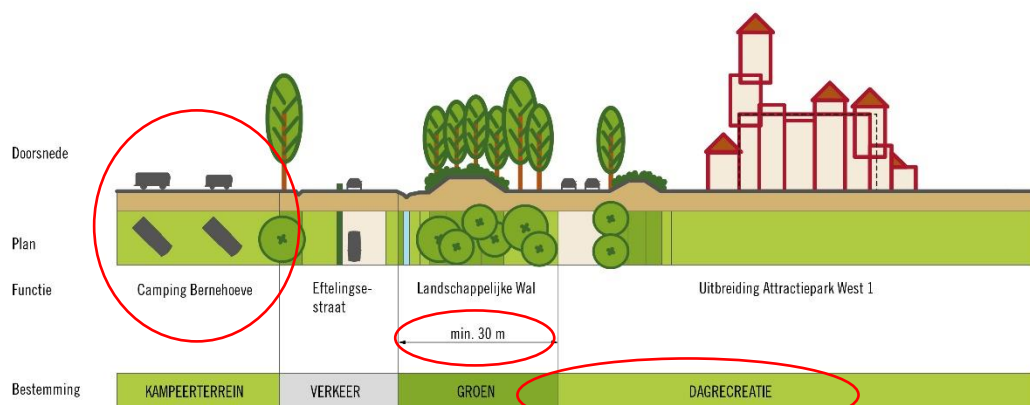 Doorsnede
Plan
Functie
Camping Bernehoeve
Eftelingse-
straat
Landschappelijke Wal
Uitbreiding Attractiepark West 1
min. 30 m
Bestemming
KAMPEERTERREIN
VERKEER
GROEN
DAGRECREATIE